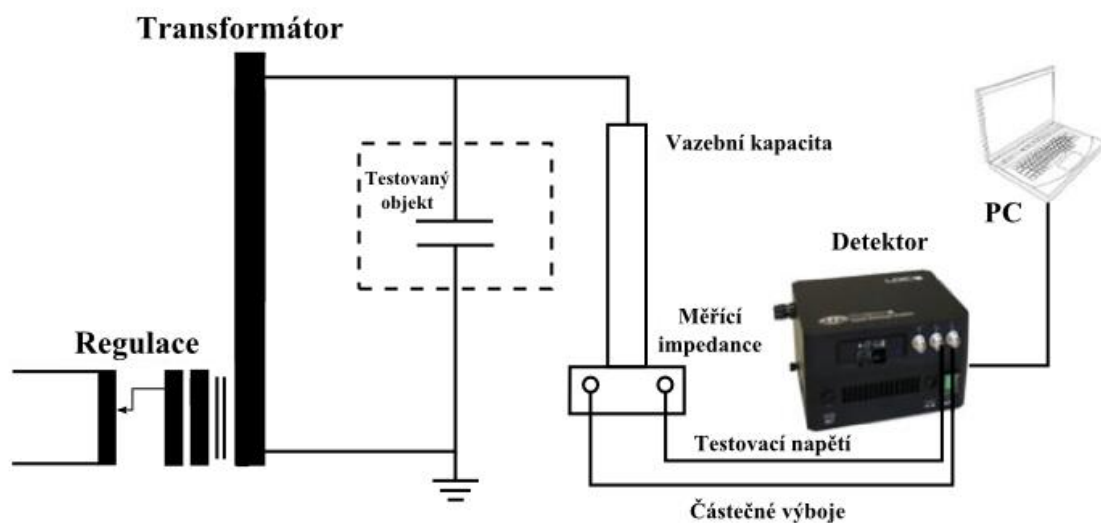 Transformátor
Vazební kapacita
Testovaný
objekt
PC
Detektor
Měřící
impedance
Regulace
Testovací napětí
Částečné výboje